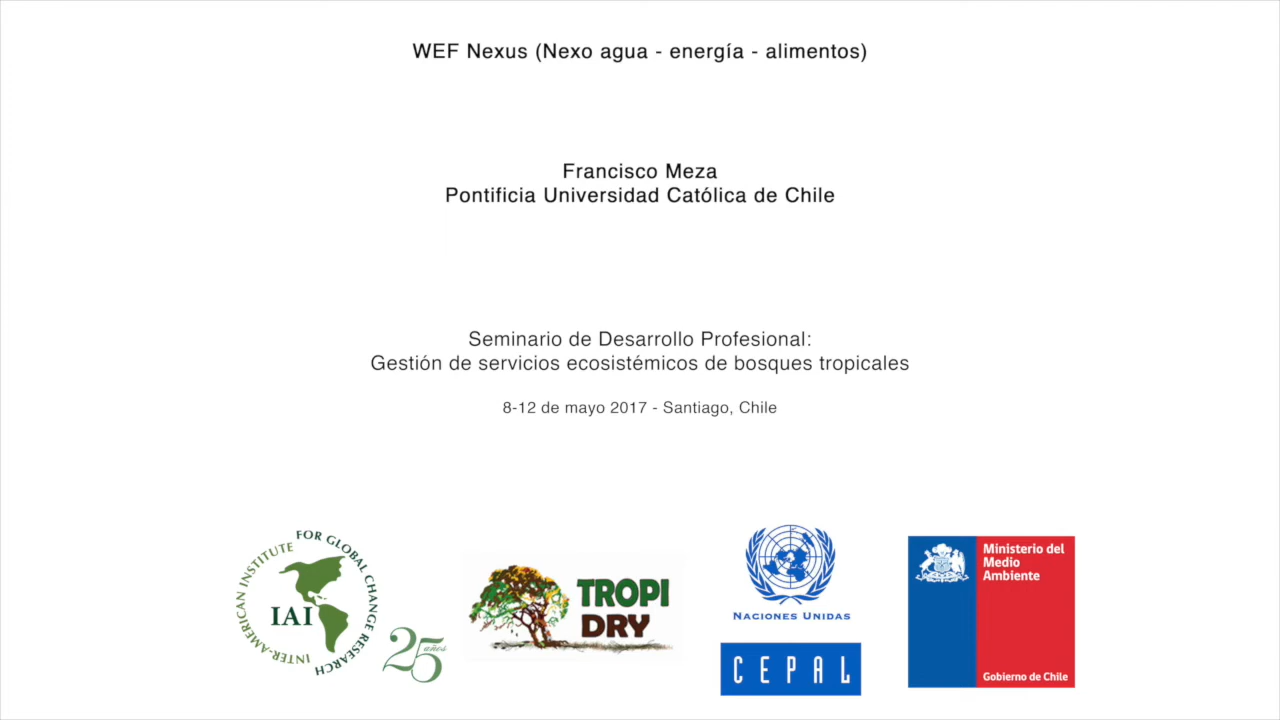 WEF Nexus (Nexo agua - energía - alimentos)
Francisco Meza
Pontificia Universidad Católica de Chile
Seminario de Desarrollo Profesional:
Gestión de servicios ecosistémicos de bosques tropicales
8-12 de mayo 2017 - Santiago, Chile
INTER-AMERICAN INSTITUTE FOR GLOBAL CHANGE RESEARCH
IAI
25 años
TROPI
DRY
NACIONES UNIDAS
CEPAL
Ministerio del
Medio
Ambiente
Gobierno de Chile